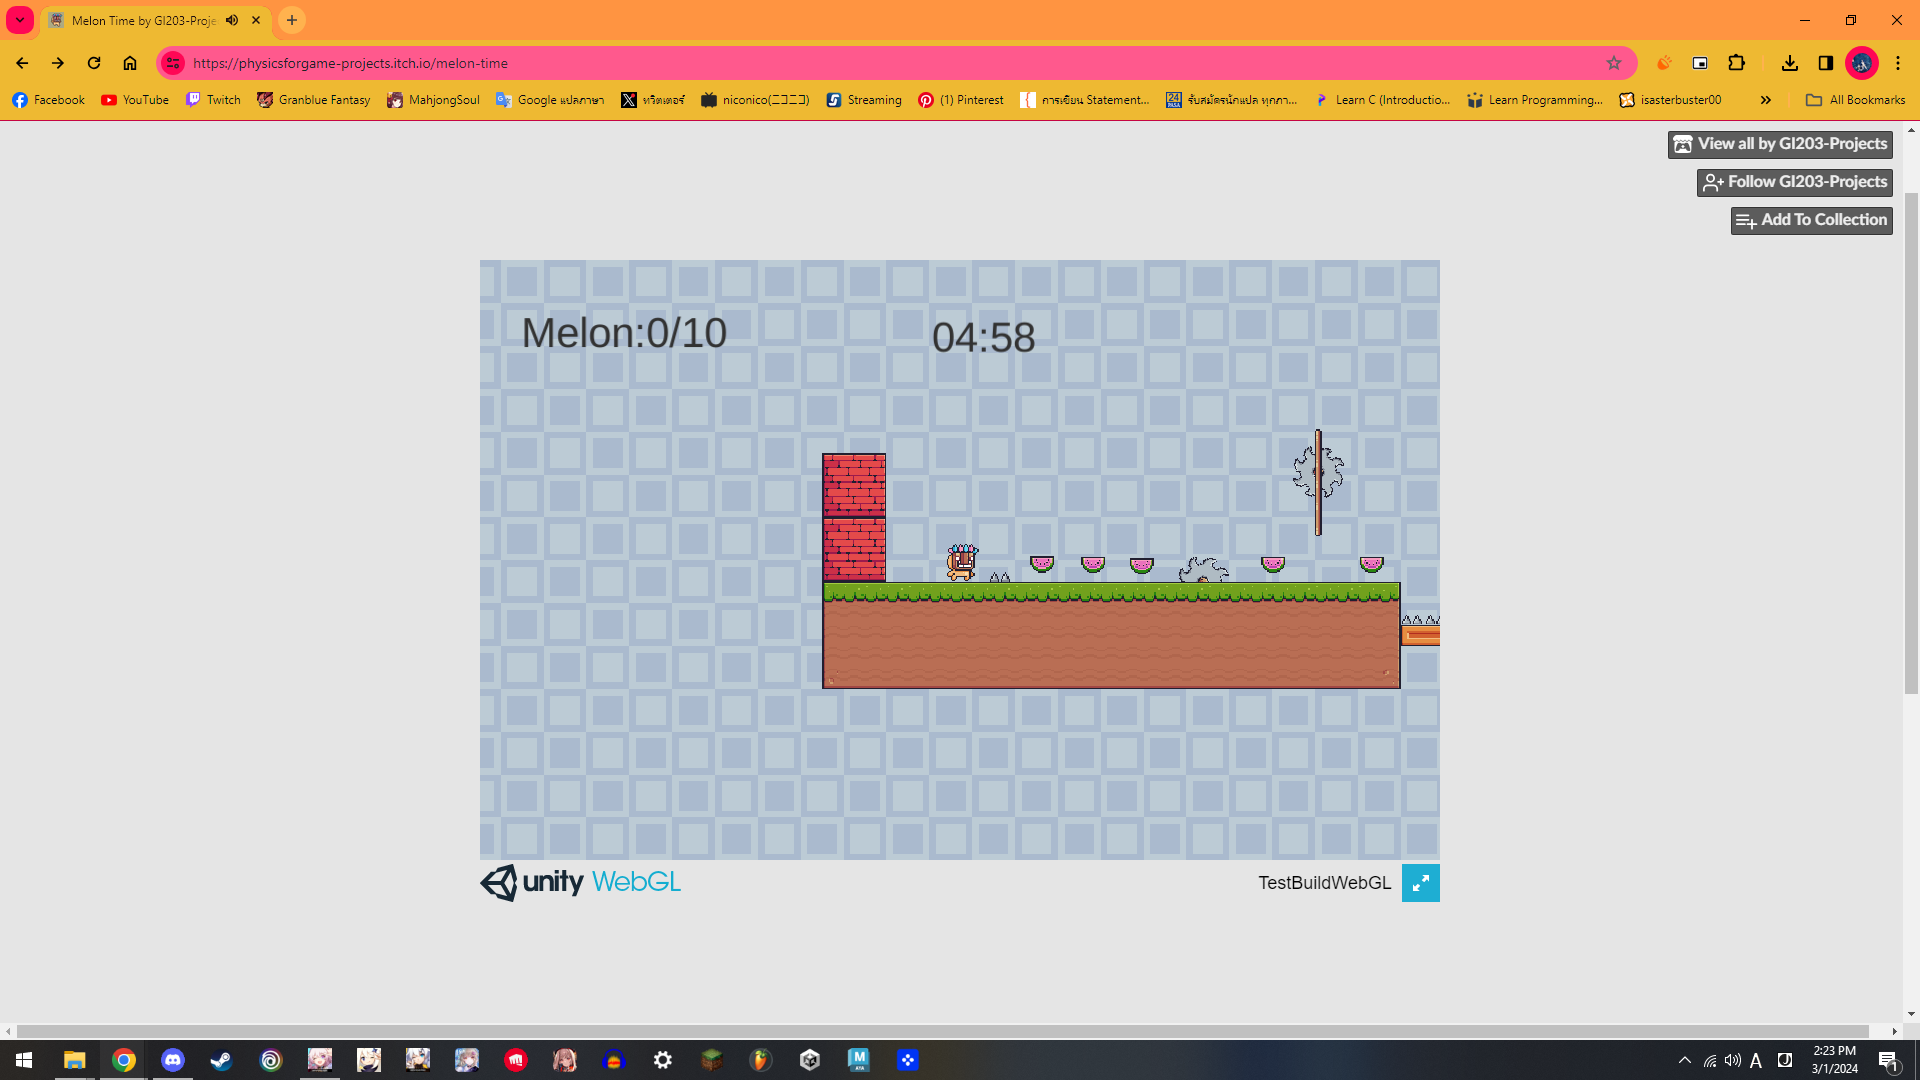 Melon Time by GI203-Proje
https://physicsforgame-projects.itch.io/melon-time
Facebook
YouTube
Twitch
Granblue Fantasy
MahjongSoul
Google แปลภาษา
ทวิตเตอร์
niconico(ニコニコ)
Streaming
(1) Pinterest
การเขียน Statement...
รับสมัครนักแปล ทุกภา...
Learn C (Introductio...
Learn Programming,...
isasterbuster00
All Bookmarks
View all by GI203-Projects
Follow GI203-Projects
Add To Collection
Melon:0/10
04:58
unity WebGL
TestBuildWebGL
A
2:23 PM
3/1/2024
1